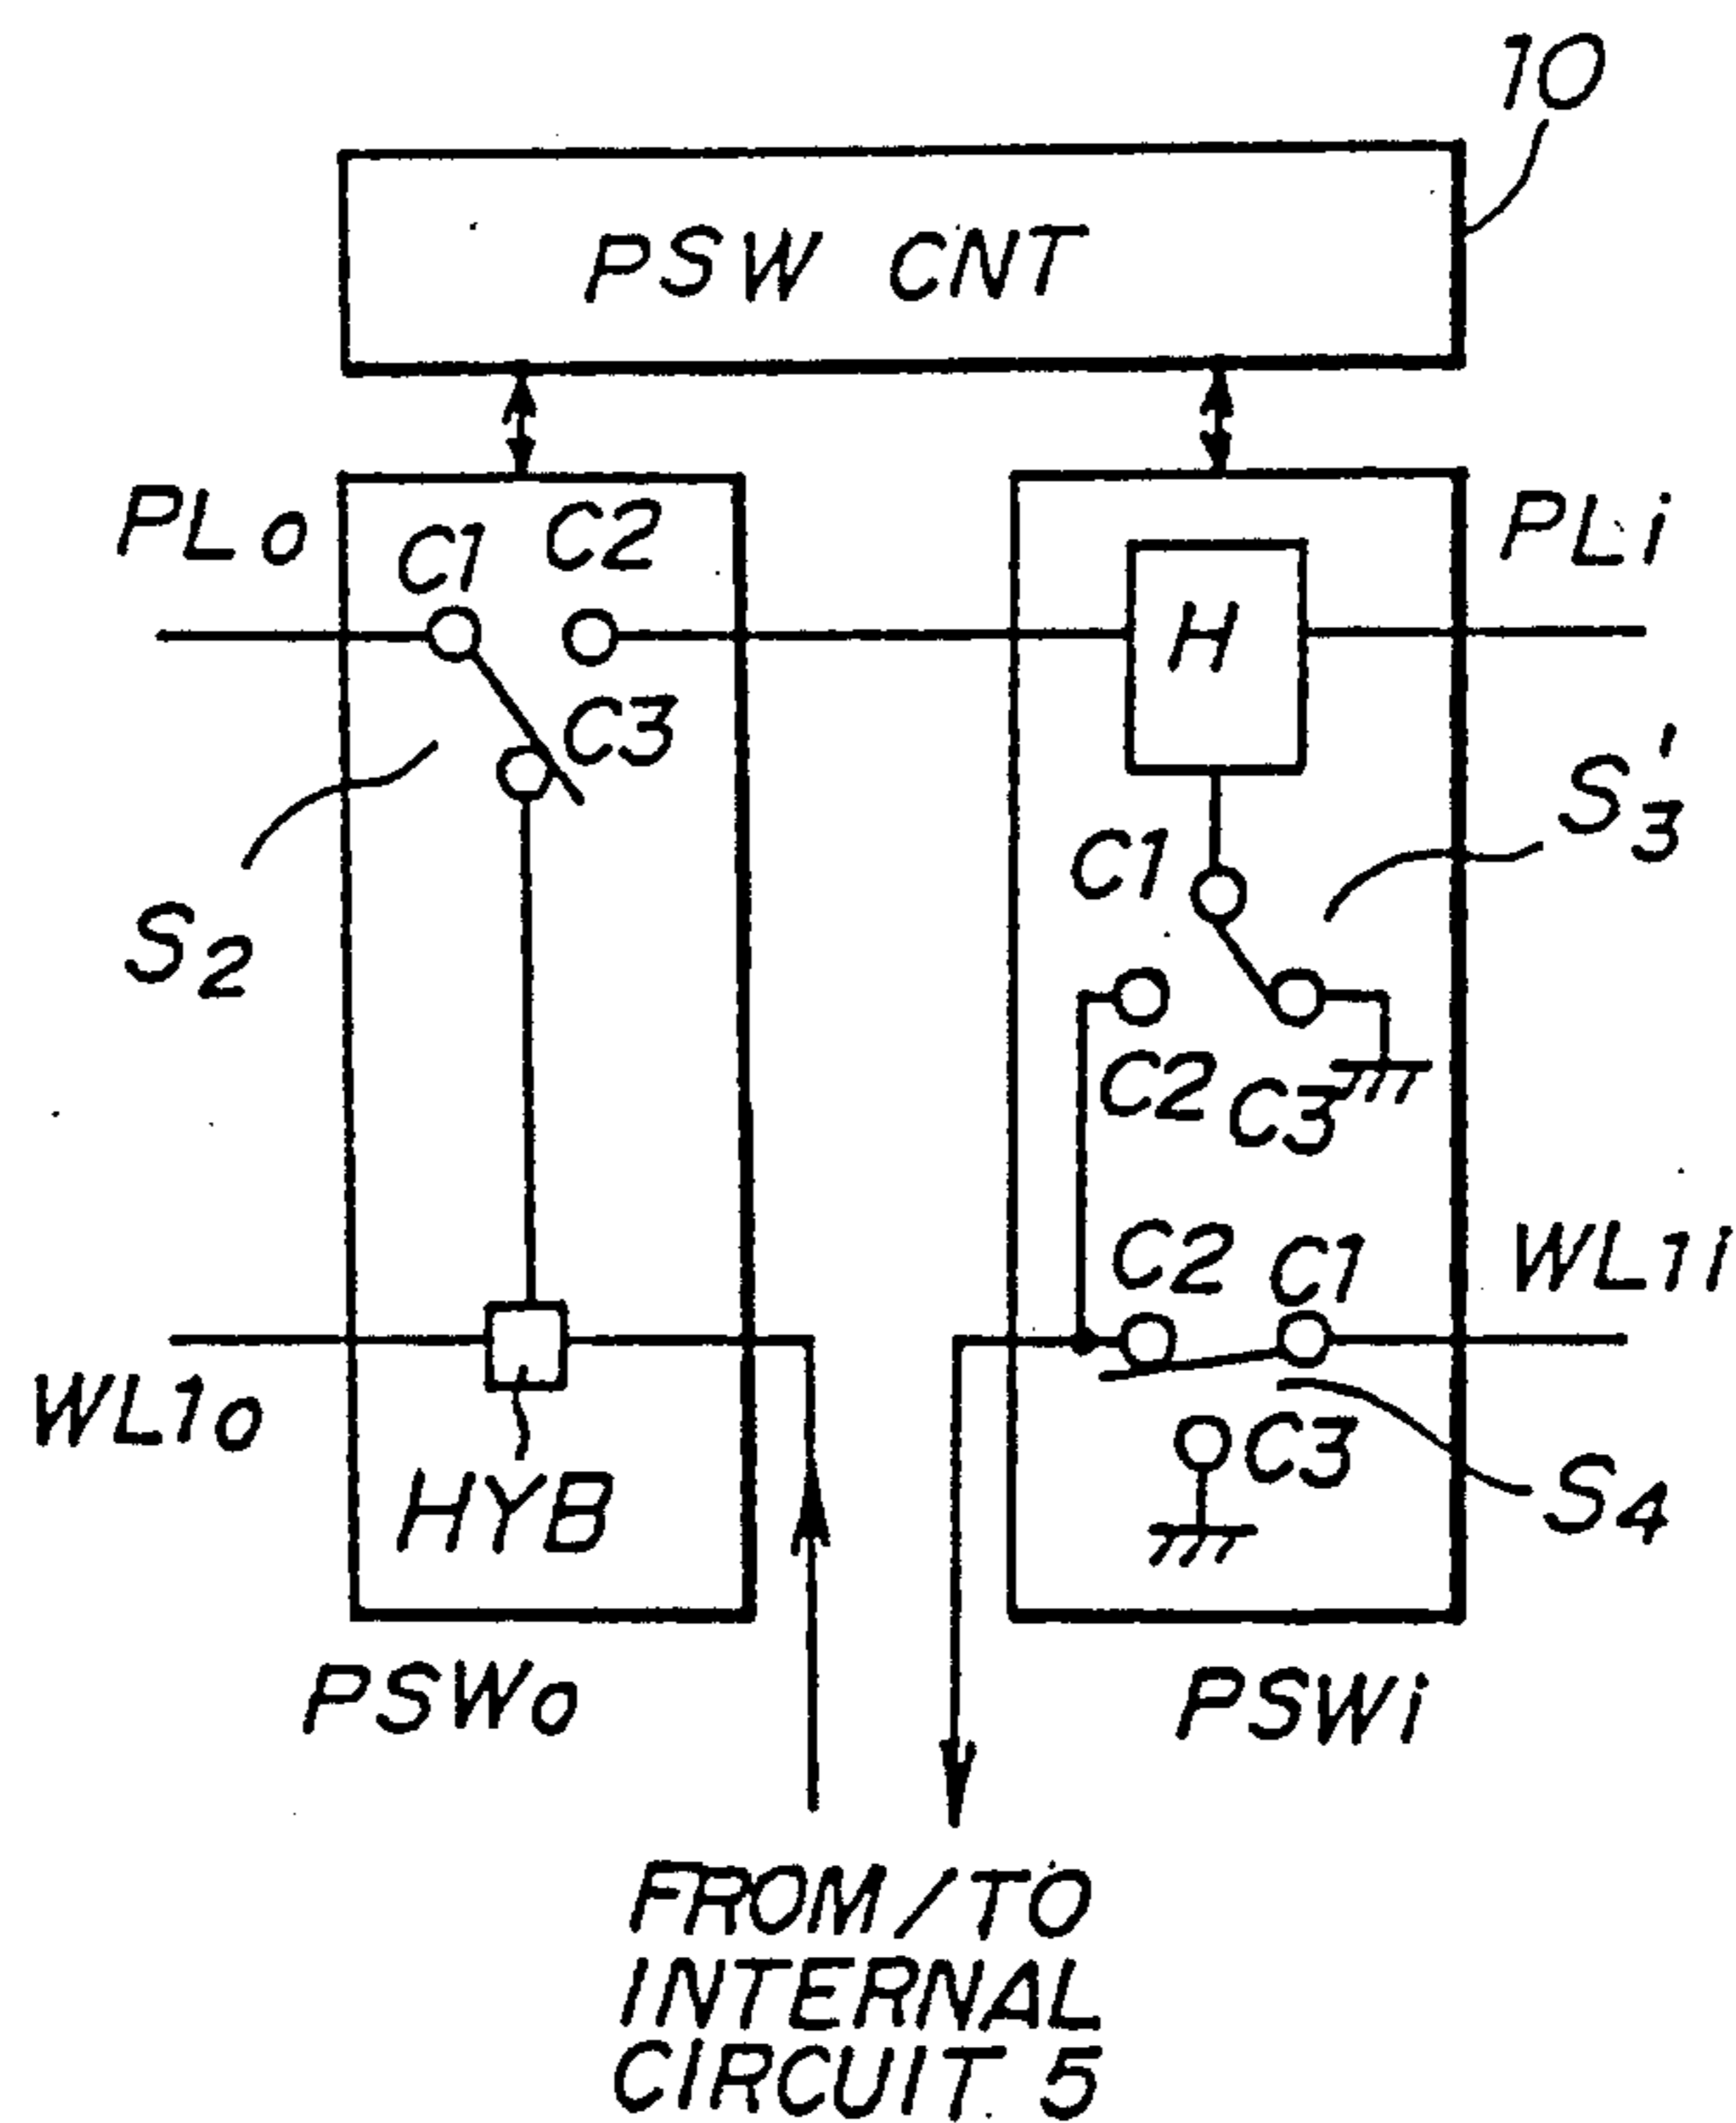 10
PSW CNT
PLo
C1
C2
C3
S2
H
PLi
S3'
C1
C2
C3
C2
C1
WL1i
WL1o
HYB
C3
S4
PSWo
PSWi
FROM/TO
INTERNAL
CIRCUIT 5